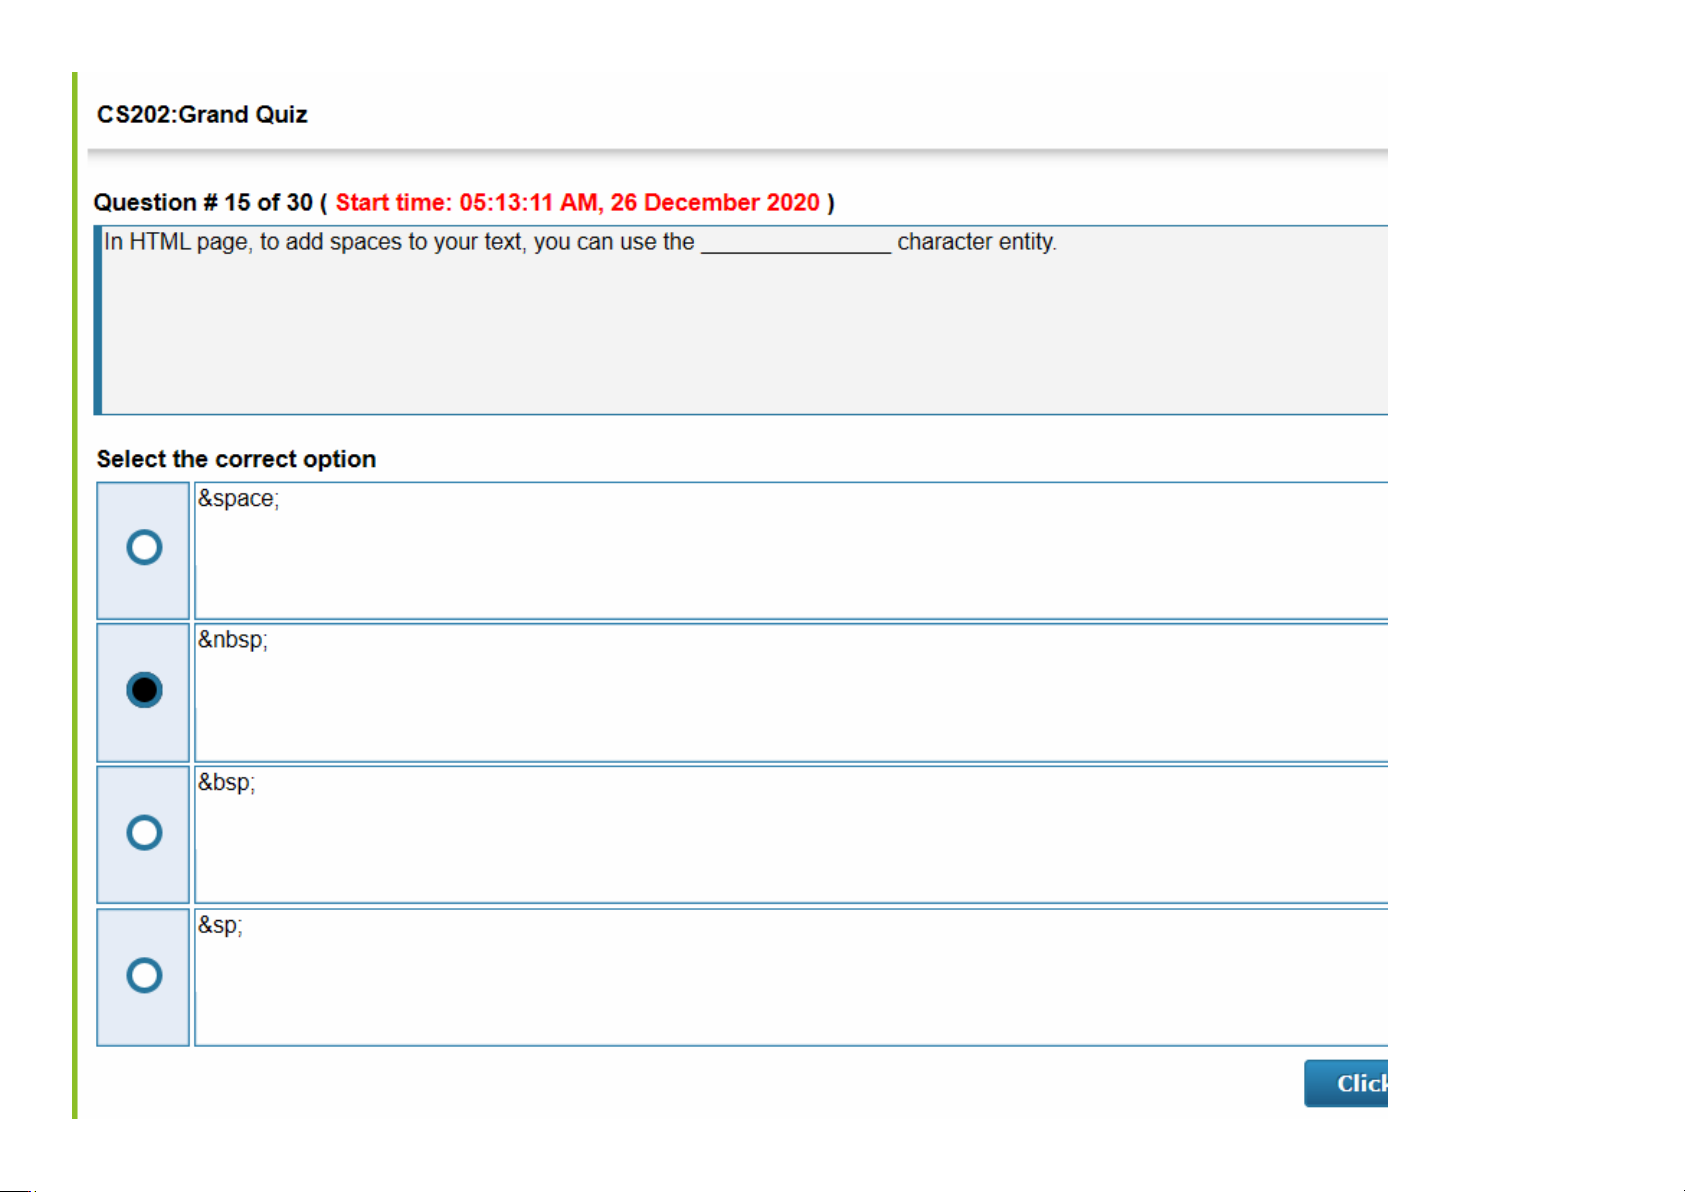 CS202:Grand Quiz
Question # 15 of 30 ( Start time: 05:13:11 AM, 26 December 2020 )
In HTML page, to add spaces to your text, you can use the _______________ character entity.
Select the correct option
&space;
&nbsp;
&bsp;
&sp;
Click